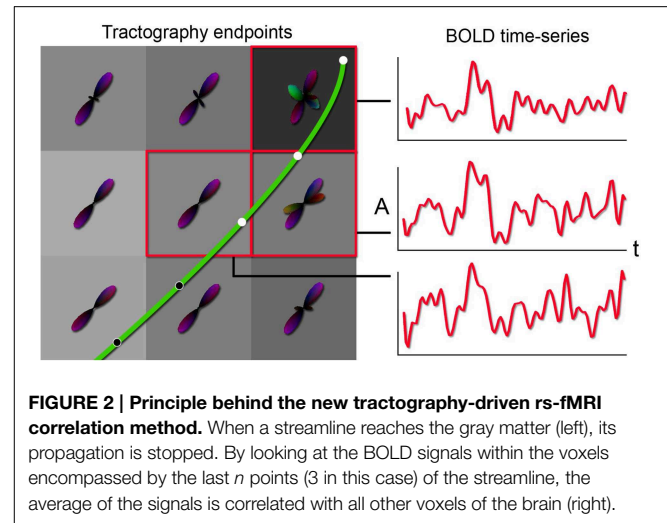 Tractography endpoints
BOLD time-series
A
t
FIGURE 2 | Principle behind the new tractography-driven rs-fMRI
correlation method. When a streamline reaches the gray matter (left), its
propagation is stopped. By looking at the BOLD signals within the voxels
encompassed by the last n points (3 in this case) of the streamline, the
average of the signals is correlated with all other voxels of the brain (right).